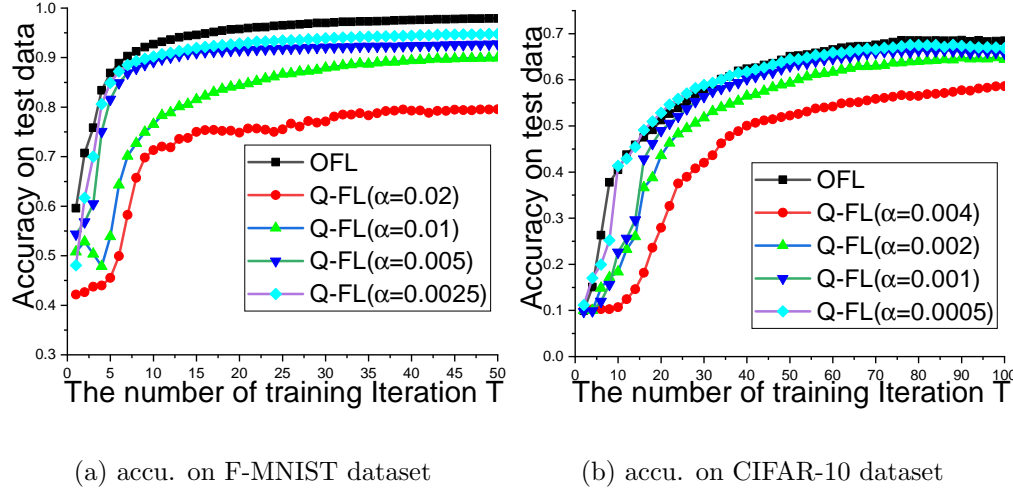 Accuracy on test data
1.0
0.9
0.8
0.7
0.6
0.5
0.4
0.3
0
5
10
15
20
25
30
35
40
45
50
The number of training Iteration T
OFL
Q-FL(α=0.02)
Q-FL(α=0.01)
Q-FL(α=0.005)
Q-FL(α=0.0025)
(a) accu. on F-MNIST dataset
Accuracy on test data
0.7
0.6
0.5
0.4
0.3
0.2
0.1
0.0
0
10
20
30
40
50
60
70
80
90
100
The number of training Iteration T
OFL
Q-FL(α=0.004)
Q-FL(α=0.002)
Q-FL(α=0.001)
Q-FL(α=0.0005)
(b) accu. on CIFAR-10 dataset